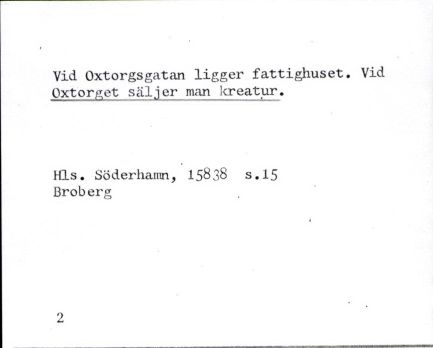 Vid Oxtorgsgatan ligger fattighuset. Vid
Oxtorget säljer man kreatur.
Hls. Söderhamn, 15838 s.15
Broberg
2